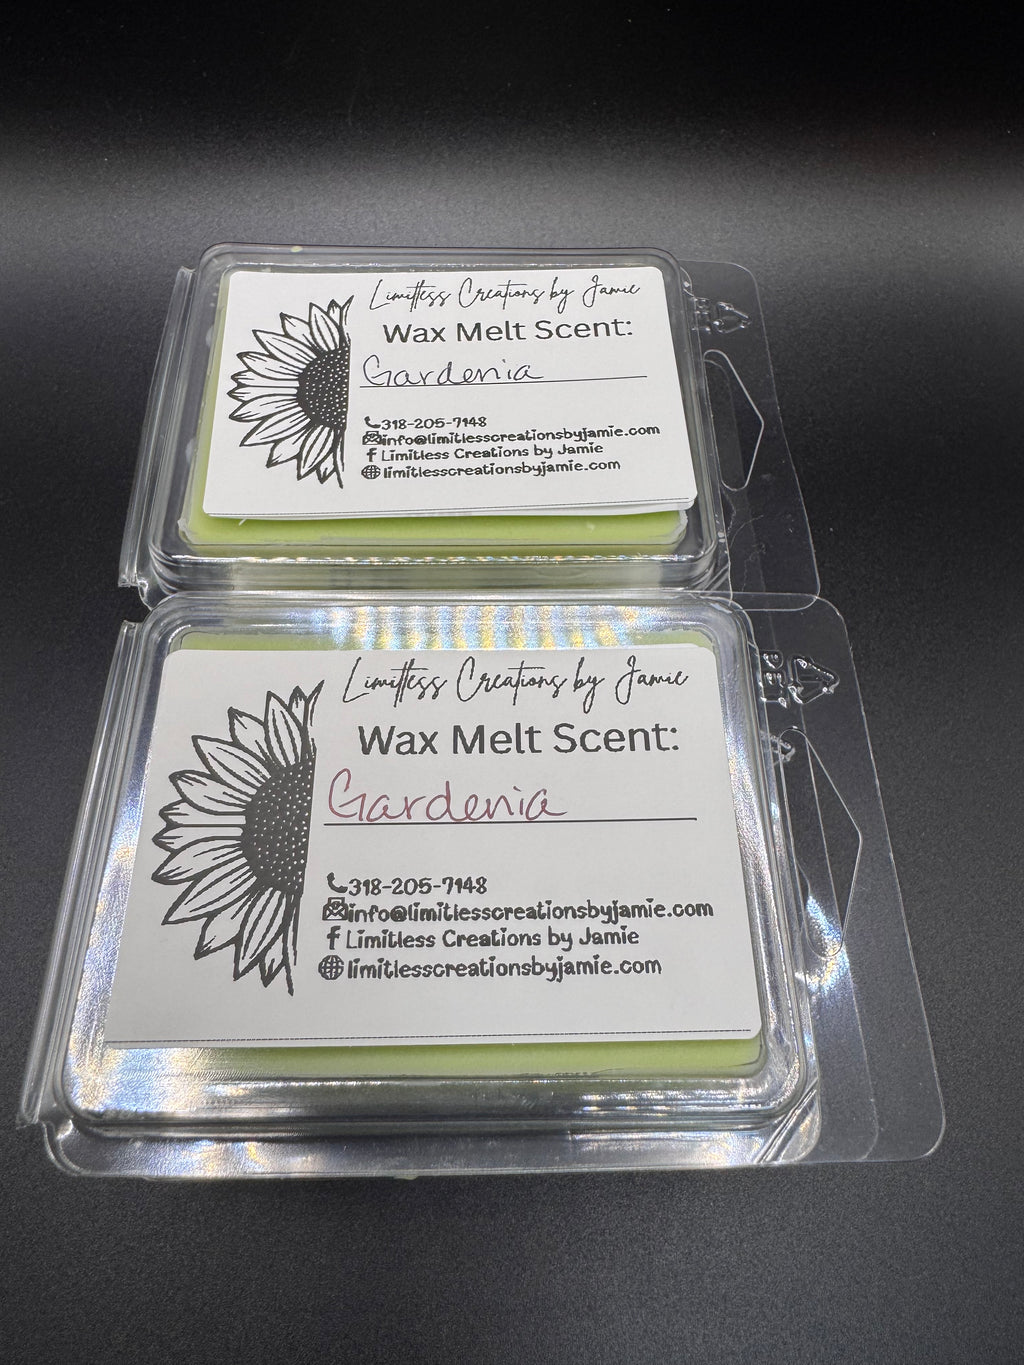 Limitless Creations by Jamie
Wax Melt Scent:
Gardenia
318-205-7148
info@limitlesscreationsbyjamie.com
Limitless Creations by Jamie
limitlesscreationsbyjamie.com
Limitless Creations by Jamie
Wax Melt Scent:
Gardenia
318-205-7148
info@limitlesscreationsbyjamie.com
Limitless Creations by Jamie
limitlesscreationsbyjamie.com
PET